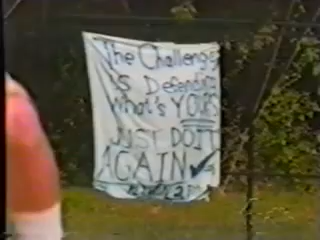 The Challenge
is Defending
What's YOURS
JUST DO IT
AGAIN